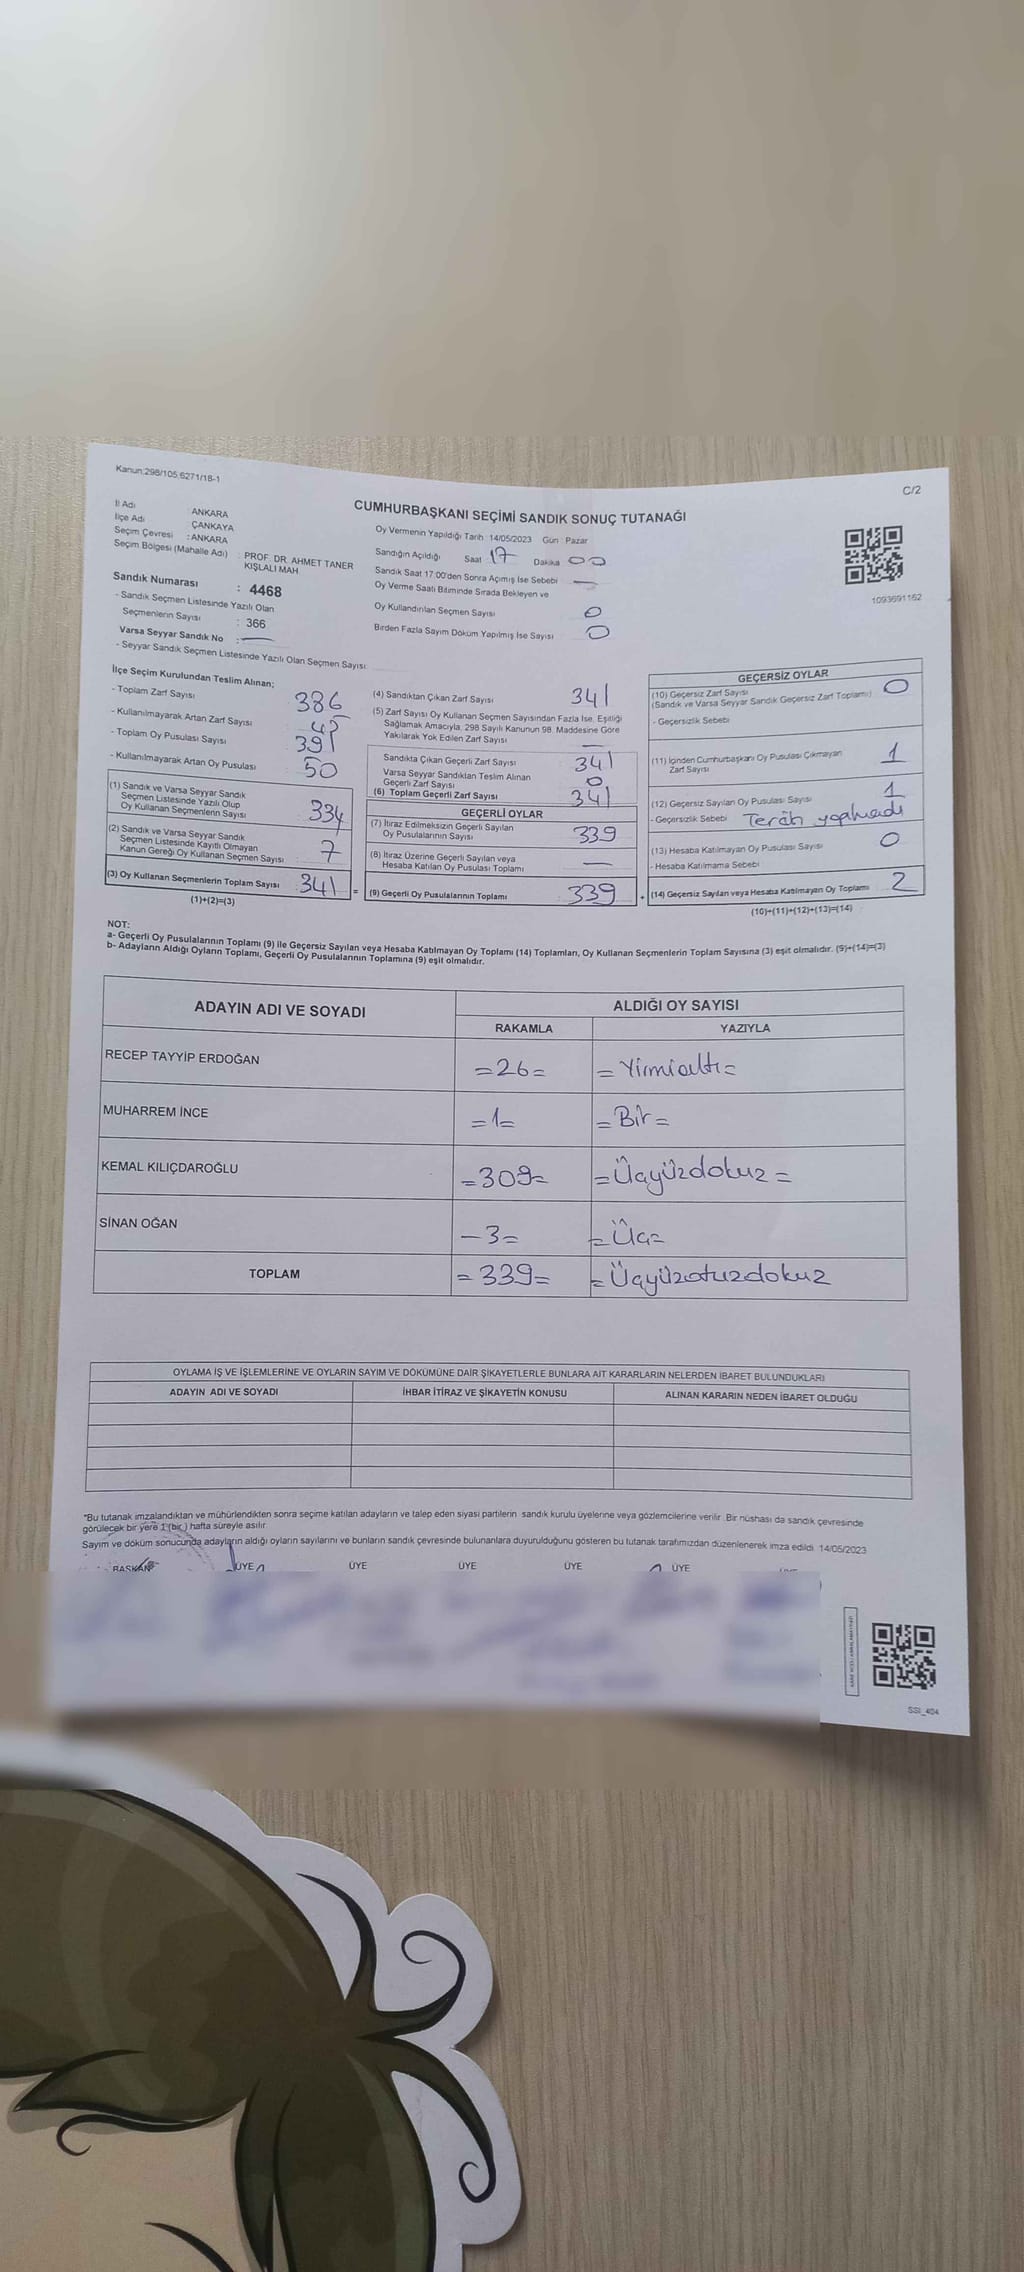 Kanun:298/105,6271/18-1
C/2
CUMHURBAŞKANI SEÇİMİ SANDIK SONUÇ TUTANAĞI
İl Adı : ANKARA
İlçe Adı : ÇANKAYA
Seçim Çevresi : ANKARA
Seçim Bölgesi (Mahalle Adı) : PROF. DR. AHMET TANER KIŞLALI MAH
Sandık Numarası : 4468
- Sandık Seçmen Listesinde Yazılı Olan
Seçmenlerin Sayısı : 366
Varsa Seyyar Sandık No :
- Seyyar Sandık Seçmen Listesinde Yazılı Olan Seçmen Sayısı:
Oy Vermenin Yapıldığı Tarih: 14/05/2023 Gün: Pazar
Sandığın Açıldığı Saat 17 Dakika 00
Sandık Saat 17:00'den Sonra Açımış İse Sebebi
Oy Verme Saati Bitiminde Sırada Bekleyen ve
Oy Kullandırılan Seçmen Sayısı 0
Birden Fazla Sayım Döküm Yapılmış İse Sayısı 0
1093691162
İlçe Seçim Kurulundan Teslim Alınan;
- Toplam Zarf Sayısı 386
- Kullanılmayarak Artan Zarf Sayısı 45
- Toplam Oy Pusulası Sayısı 391
- Kullanılmayarak Artan Oy Pusulası 50
(1) Sandık ve Varsa Seyyar Sandık
Seçmen Listesinde Yazılı Olup
Oy Kullanan Seçmenlerin Sayısı 334
(2) Sandık ve Varsa Seyyar Sandık
Seçmen Listesinde Kayıtlı Olmayan
Kanun Gereği Oy Kullanan Seçmen Sayısı 7
(3) Oy Kullanan Seçmenlerin Toplam Sayısı 341 =
(1)+(2)=(3)
(4) Sandıktan Çıkan Zarf Sayısı 341
(5) Zarf Sayısı Oy Kullanan Seçmen Sayısından Fazla İse, Eşitliği
Sağlamak Amacıyla, 298 Sayılı Kanunun 98. Maddesine Göre
Yakılarak Yok Edilen Zarf Sayısı
Sandıkta Çıkan Geçerli Zarf Sayısı 341
Varsa Seyyar Sandıktan Teslim Alınan
Geçerli Zarf Sayısı 0
(6) Toplam Geçerli Zarf Sayısı 341
GEÇERLİ OYLAR
(7) İtiraz Edilmeksizin Geçerli Sayılan
Oy Pusulalarının Sayısı 339
(8) İtiraz Üzerine Geçerli Sayılan veya
Hesaba Katılan Oy Pusulası Toplamı
(9) Geçerli Oy Pusulalarının Toplamı 339 +
GEÇERSİZ OYLAR
(10) Geçersiz Zarf Sayısı 0
(Sandık ve Varsa Seyyar Sandık Geçersiz Zarf Toplamı)
- Geçersizlik Sebebi
(11) İçinden Cumhurbaşkanı Oy Pusulası Çıkmayan
Zarf Sayısı 1
(12) Geçersiz Sayılan Oy Pusulası Sayısı 1
- Geçersizlik Sebebi Tercih yapılmadı
(13) Hesaba Katılmayan Oy Pusulası Sayısı 0
- Hesaba Katılmama Sebebi
(14) Geçersiz Sayılan veya Hesaba Katılmayan Oy Toplamı 2
(10)+(11)+(12)+(13)=(14)
NOT:
a- Geçerli Oy Pusulalarının Toplamı (9) ile Geçersiz Sayılan veya Hesaba Katılmayan Oy Toplamı (14) Toplamları, Oy Kullanan Seçmenlerin Toplam Sayısına (3) eşit olmalıdır. (9)+(14)=(3)
b- Adayların Aldığı Oyların Toplamı, Geçerli Oy Pusulalarının Toplamına (9) eşit olmalıdır.
ADAYIN ADI VE SOYADI ALDIĞI OY SAYISI
RAKAMLA YAZIYLA
RECEP TAYYİP ERDOĞAN =26= =Yirmialtı=
MUHARREM İNCE =1= =Bir=
KEMAL KILIÇDAROĞLU =309= =Üçyüzdokuz=
SİNAN OĞAN =3= =Üç=
TOPLAM =339= =Üçyüzotuzdokuz
OYLAMA İŞ VE İŞLEMLERİNE VE OYLARIN SAYIM VE DÖKÜMÜNE DAİR ŞİKAYETLERLE BUNLARA AİT KARARLARIN NELERDEN İBARET BULUNDUKLARI
ADAYIN ADI VE SOYADI İHBAR İTİRAZ VE ŞİKAYETİN KONUSU ALINAN KARARIN NEDEN İBARET OLDUĞU
*Bu tutanak imzalandıktan ve mühürlendikten sonra seçime katılan adayların ve talep eden siyasi partilerin sandık kurulu üyelerine veya gözlemcilerine verilir. Bir nüshası da sandık çevresinde
görülecek bir yere 1 (bir) hafta süreyle asılır.
Sayım ve döküm sonucunda adayların aldığı oyların sayılarını ve bunların sandık çevresinde bulunanlara duyurulduğunu gösteren bu tutanak tarafımızdan düzenlenerek imza edildi. 14/05/2023
BAŞKAN ÜYE ÜYE ÜYE ÜYE ÜYE
SSI_404